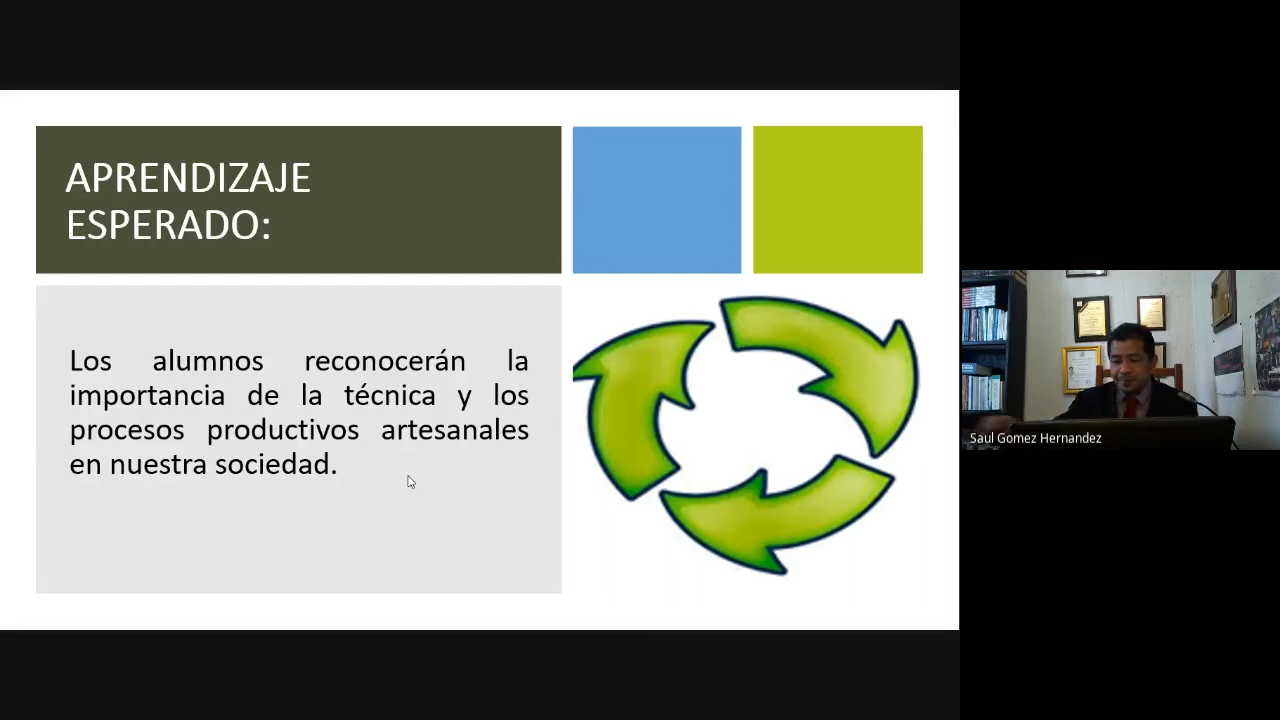 APRENDIZAJE
ESPERADO:
Los alumnos reconocerán la
importancia de la técnica y los
procesos productivos artesanales
en nuestra sociedad.
Saul Gomez Hernandez